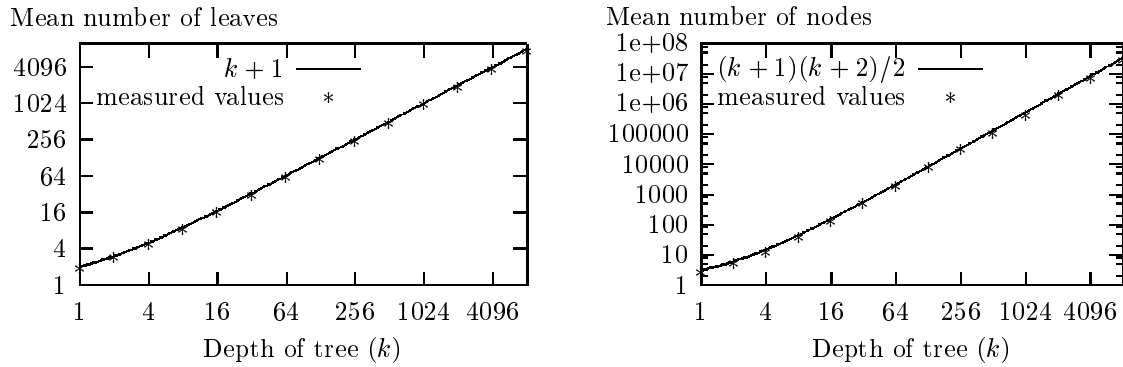 Mean number of leaves
4096
1024
256
64
16
4
1
k + 1
measured values *
1 4 16 64 256 1024 4096
Depth of tree (k)
Mean number of nodes
1e+08
1e+07
1e+06
100000
10000
1000
100
10
1
(k + 1)(k + 2)/2
measured values *
1 4 16 64 256 1024 4096
Depth of tree (k)